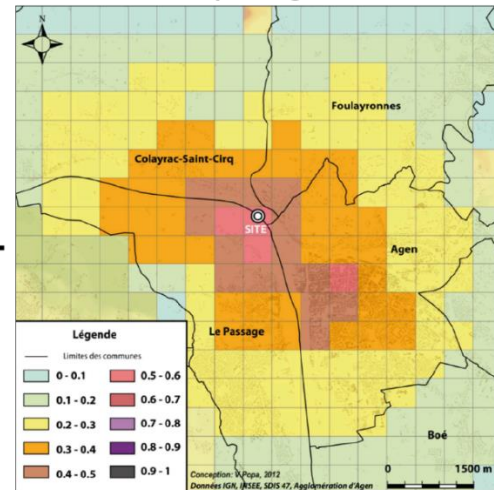 Foulayronnes
Colayrac-Saint-Cirq
SITE
Agen
Le Passage
Boé
Légende
Limites des communes
0 - 0.1
0.1 - 0.2
0.2 - 0.3
0.3 - 0.4
0.4 - 0.5
0.5 - 0.6
0.6 - 0.7
0.7 - 0.8
0.8 - 0.9
0.9 - 1
0 1500 m
Conception: V.Popa, 2012
Données IGN, INSEE, SDIS 47, Agglomération d'Agen